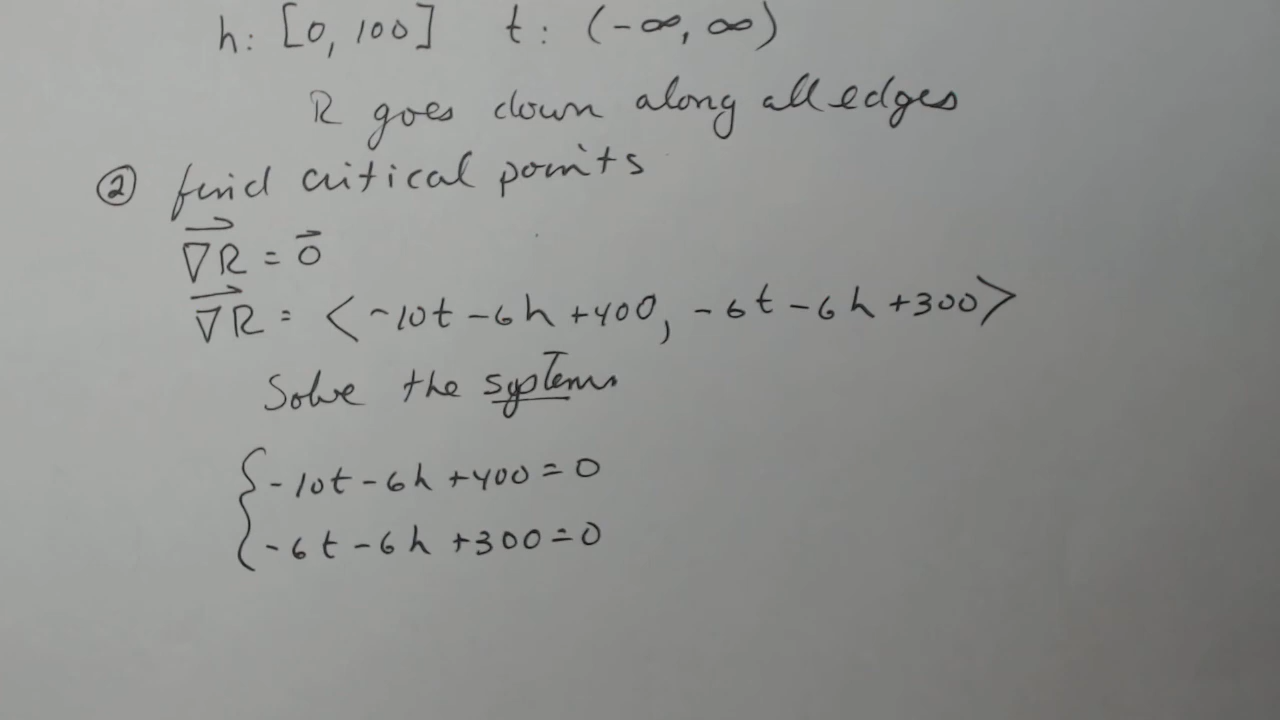 h: [0, 100] t: (-∞, ∞)
R goes down along all edges
② find critical points
∇R = 0
∇R = < -10t - 6h + 400, -6t - 6h + 300 >
Solve the system
{ -10t - 6h + 400 = 0
-6t - 6h + 300 = 0